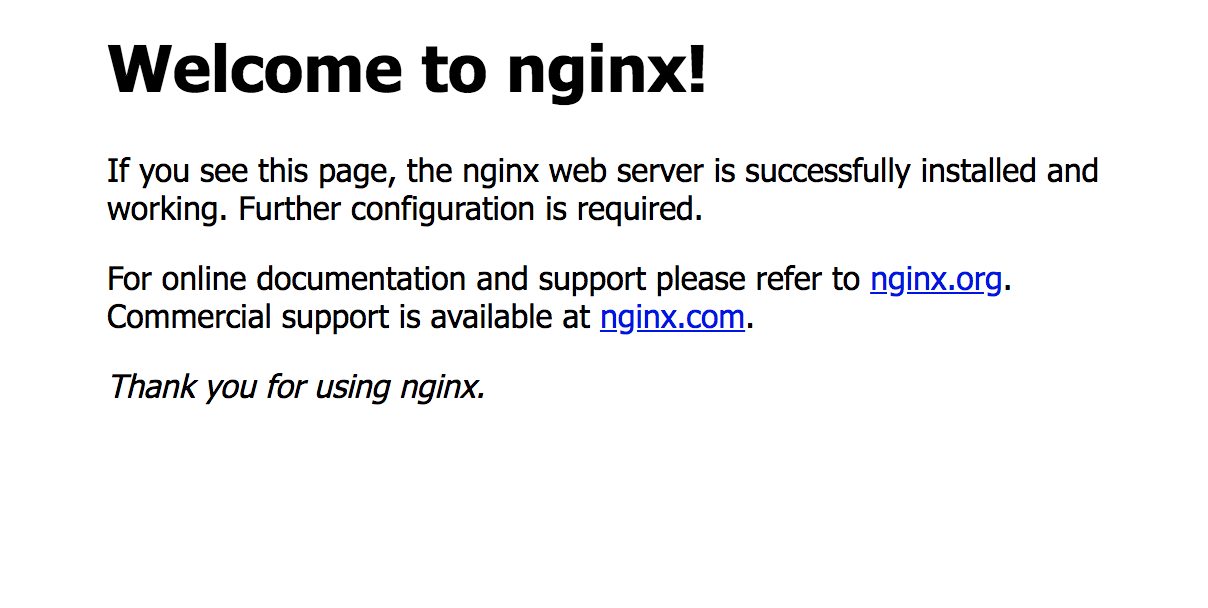 Welcome to nginx!
If you see this page, the nginx web server is successfully installed and
working. Further configuration is required.
For online documentation and support please refer to nginx.org.
Commercial support is available at nginx.com.
Thank you for using nginx.